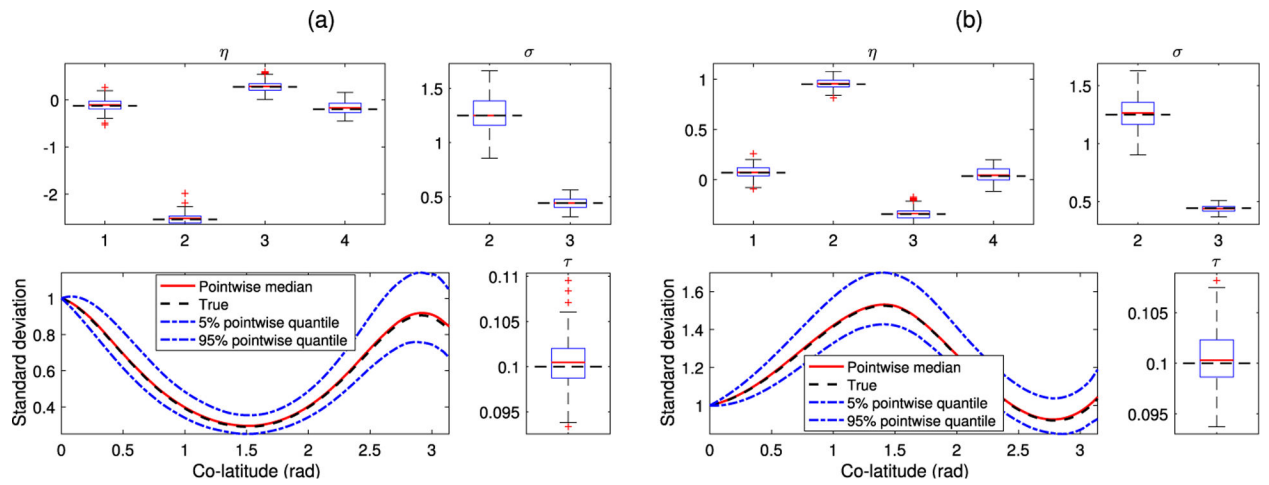 (a)
η
σ
0
-1
-2
1 2 3 4
1.5
1
0.5
2 3
Standard deviation
1
0.8
0.6
0.4
Pointwise median
True
5% pointwise quantile
95% pointwise quantile
0 0.5 1 1.5 2 2.5 3
Co-latitude (rad)
τ
0.11
0.105
0.1
0.095
(b)
η
σ
1
0.5
0
1 2 3 4
1.5
1
0.5
2 3
Standard deviation
1.6
1.4
1.2
1
Pointwise median
True
5% pointwise quantile
95% pointwise quantile
0 0.5 1 1.5 2 2.5 3
Co-latitude (rad)
τ
0.105
0.1
0.095